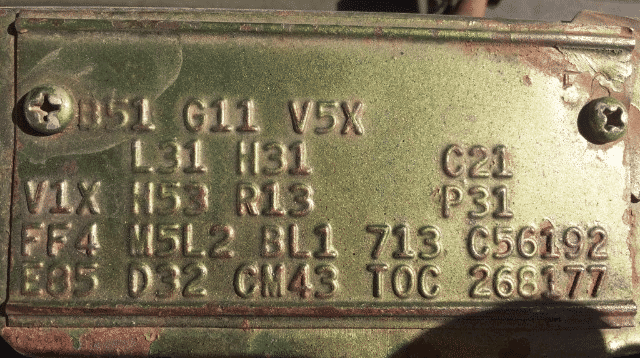 B51 G11 V5X
L31 H31 C21
V1X H53 R13 P31
FF4 M5L2 BL1 713 C56192
E85 D32 CM43 TOC 268177